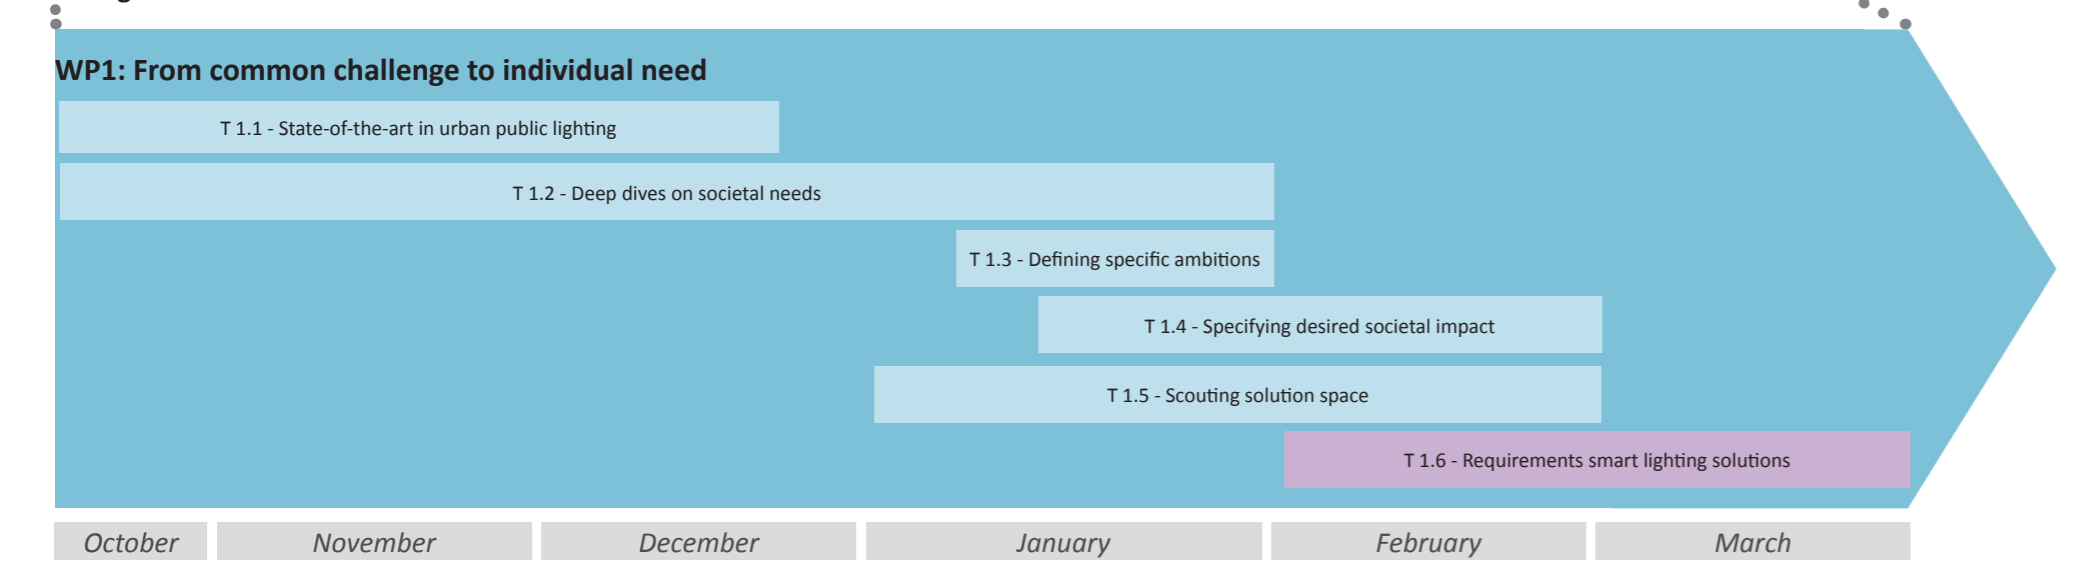 WP1: From common challenge to individual need
T 1.1 - State-of-the-art in urban public lighting
T 1.2 - Deep dives on societal needs
T 1.3 - Defining specific ambitions
T 1.4 - Specifying desired societal impact
T 1.5 - Scouting solution space
T 1.6 - Requirements smart lighting solutions
October November December January February March